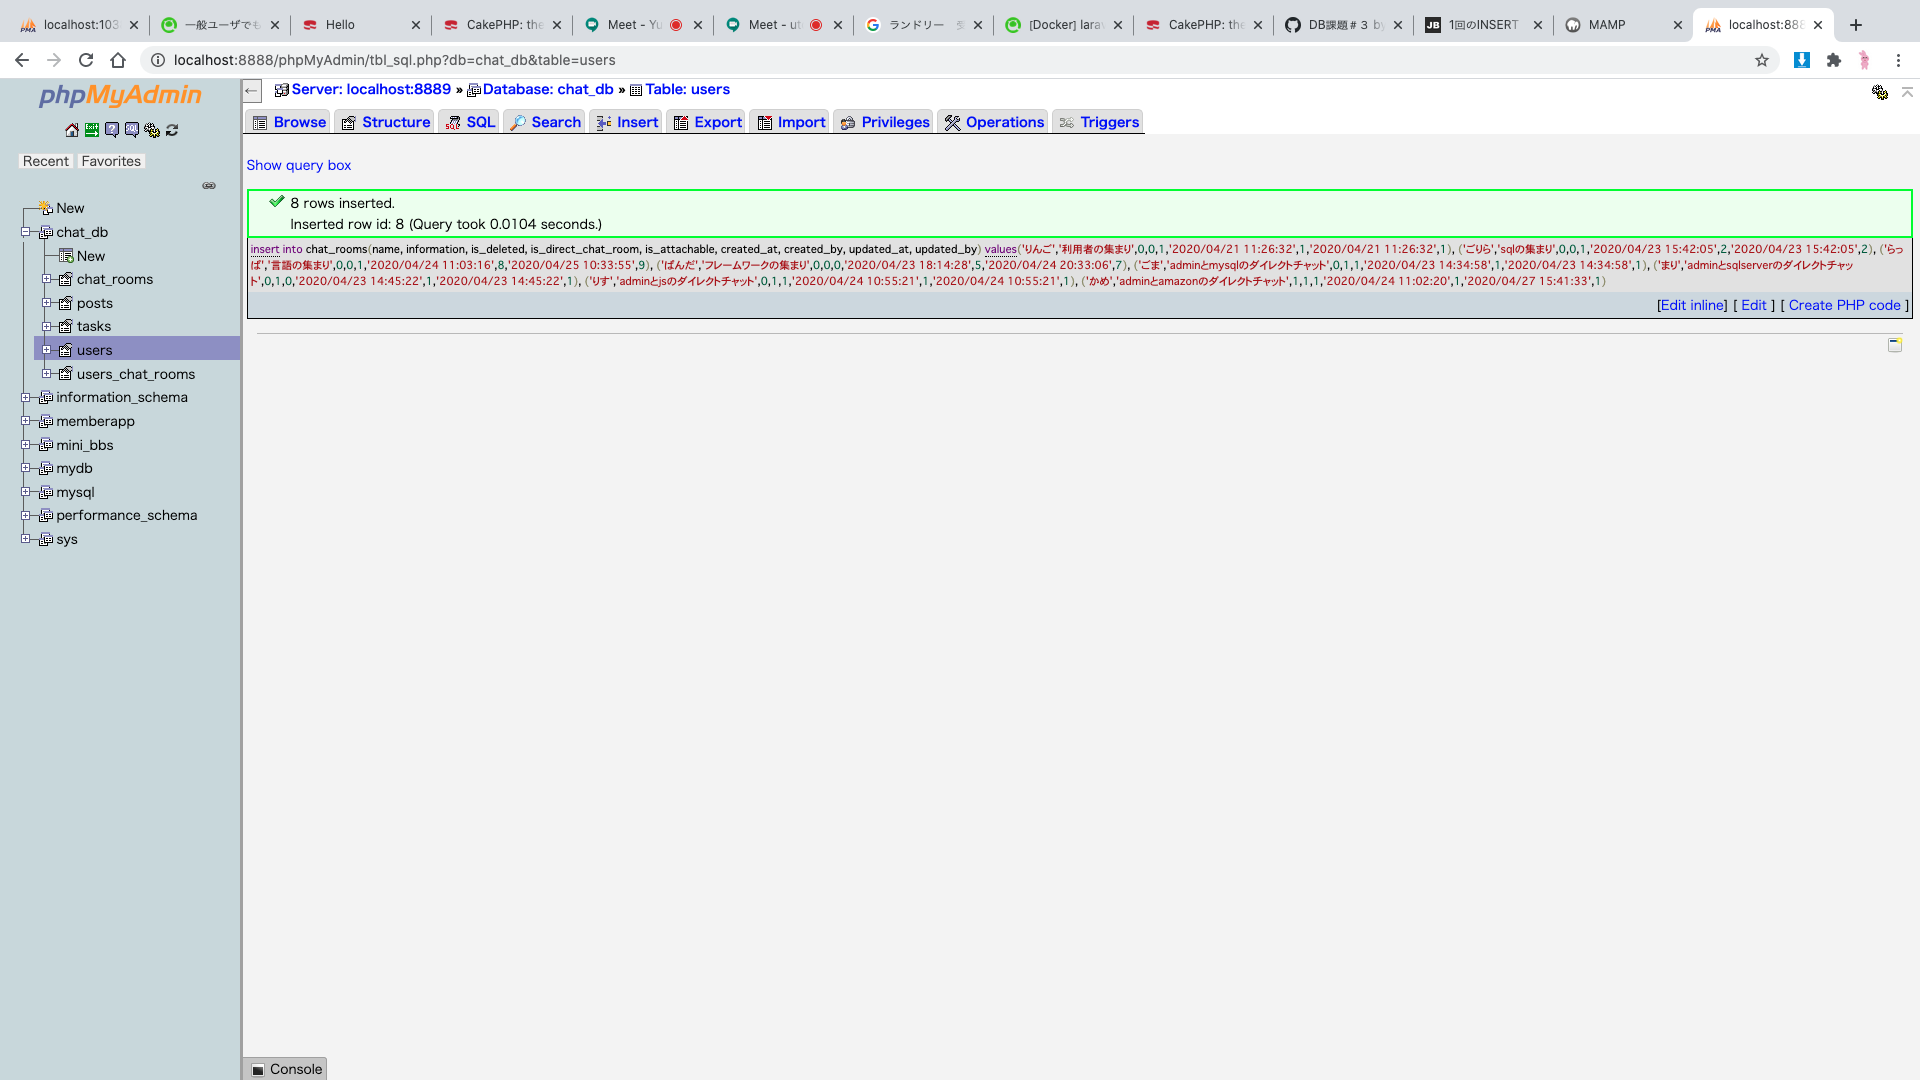 localhost:103
一般ユーザでも
Hello
CakePHP: the
Meet - Yu
Meet - ut
ランドリー 受
[Docker] larav
CakePHP: the
DB課題＃３ by
1回のINSERT
MAMP
localhost:888
localhost:8888/phpMyAdmin/tbl_sql.php?db=chat_db&table=users
phpMyAdmin
Recent
Favorites
New
chat_db
New
chat_rooms
posts
tasks
users
users_chat_rooms
information_schema
memberapp
mini_bbs
mydb
mysql
performance_schema
sys
Server: localhost:8889 » Database: chat_db » Table: users
Browse
Structure
SQL
Search
Insert
Export
Import
Privileges
Operations
Triggers
Show query box
8 rows inserted.
Inserted row id: 8 (Query took 0.0104 seconds.)
insert into chat_rooms(name, information, is_deleted, is_direct_chat_room, is_attachable, created_at, created_by, updated_at, updated_by) values('りんご','利用者の集まり',0,0,1,'2020/04/21 11:26:32',1,'2020/04/21 11:26:32',1), ('ごりら','sqlの集まり',0,0,1,'2020/04/23 15:42:05',2,'2020/04/23 15:42:05',2), ('らっ
ぱ','言語の集まり',0,0,1,'2020/04/24 11:03:16',8,'2020/04/25 10:33:55',9), ('ぱんだ','フレームワークの集まり',0,0,0,'2020/04/23 18:14:28',5,'2020/04/24 20:33:06',7), ('ごま','adminとmysqlのダイレクトチャット',0,1,1,'2020/04/23 14:34:58',1,'2020/04/23 14:34:58',1), ('まり','adminとsqlserverのダイレクトチャッ
ト',0,1,0,'2020/04/23 14:45:22',1,'2020/04/23 14:45:22',1), ('りす','adminとjsのダイレクトチャット',0,1,1,'2020/04/24 10:55:21',1,'2020/04/24 10:55:21',1), ('かめ','adminとamazonのダイレクトチャット',1,1,1,'2020/04/24 11:02:20',1,'2020/04/27 15:41:33',1)
[Edit inline] [ Edit ] [ Create PHP code ]
Console